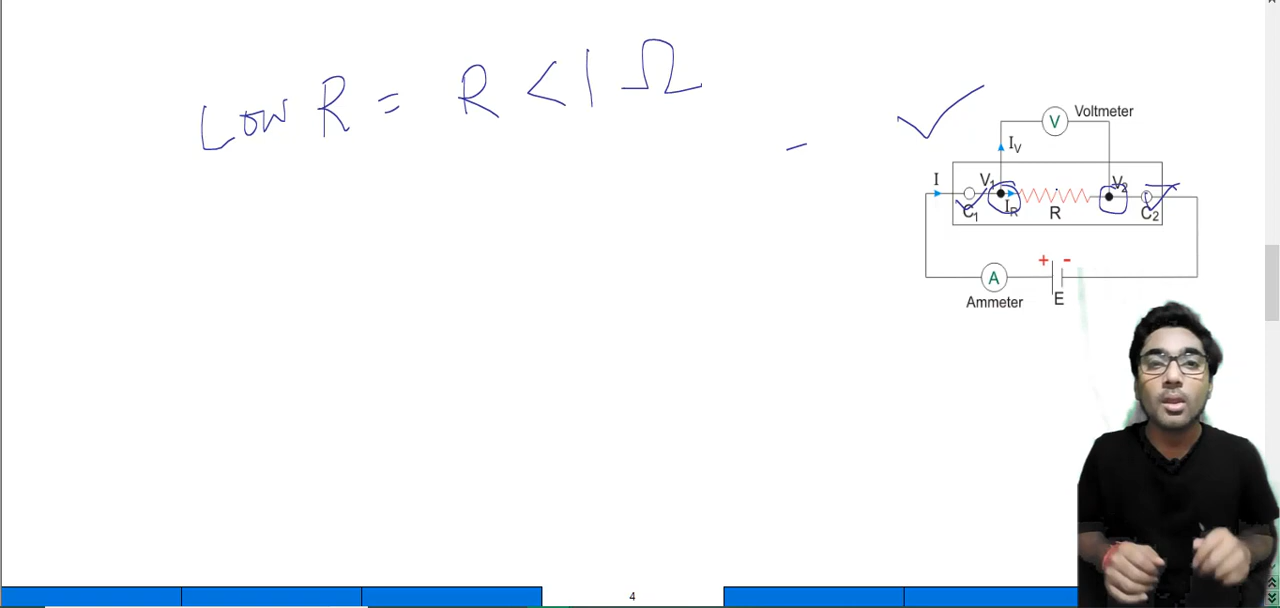 Low R = R < 1 Ω
Voltmeter
V
I_V
I
V₁
V₂
C₁
I_R
R
C₂
+
-
A
Ammeter
E
4